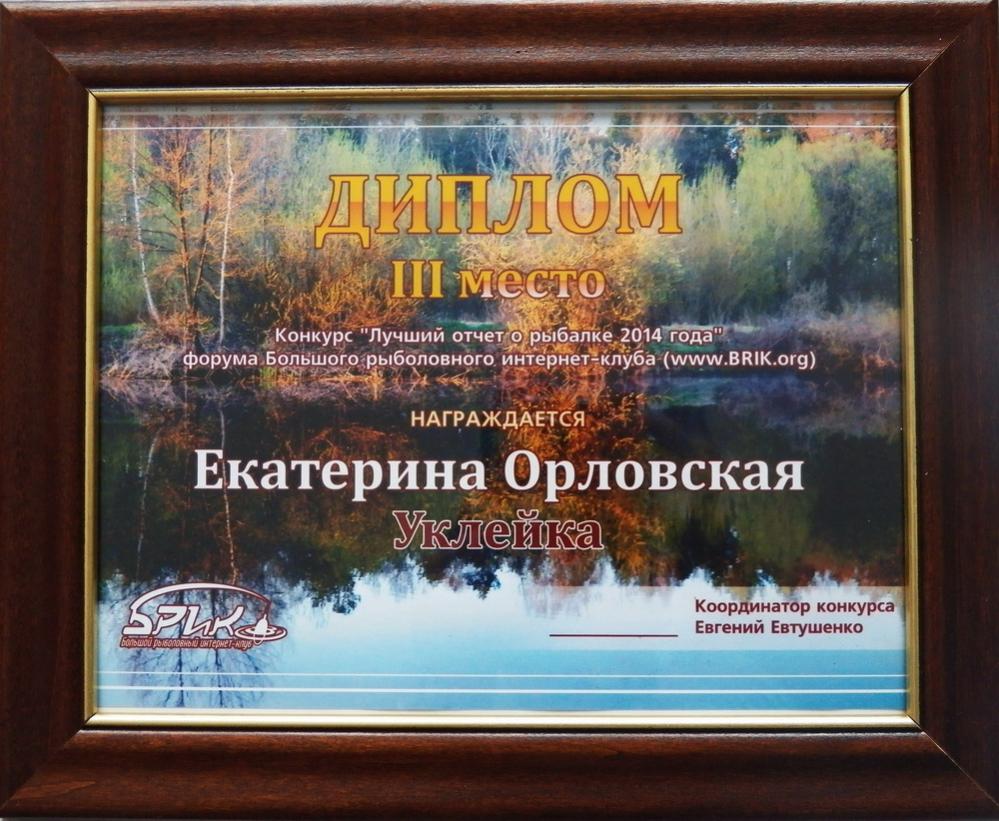 ДИПЛОМ
III место
Конкурс "Лучший отчет о рыбалке 2014 года"
форума Большого рыболовного интернет-клуба (www.BRIK.org)
НАГРАЖДАЕТСЯ
Екатерина Орловская
Уклейка
БРИК
Большой рыболовный интернет-клуб
Координатор конкурса
Евгений Евтушенко